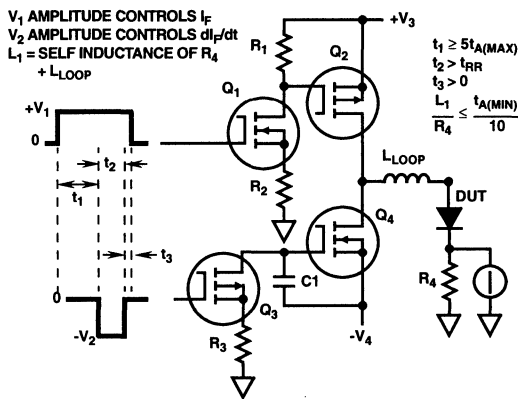 V1 AMPLITUDE CONTROLS IF
V2 AMPLITUDE CONTROLS dIF/dt
L1 = SELF INDUCTANCE OF R4
+ LLOOP
+V3
R1
Q2
t1 ≥ 5tA(MAX)
t2 > tRR
t3 > 0
L1/R4 ≤ tA(MIN)/10
Q1
+V1
0
t2
t1
t3
R2
LLOOP
DUT
Q4
R4
C1
0
-V2
Q3
R3
-V4